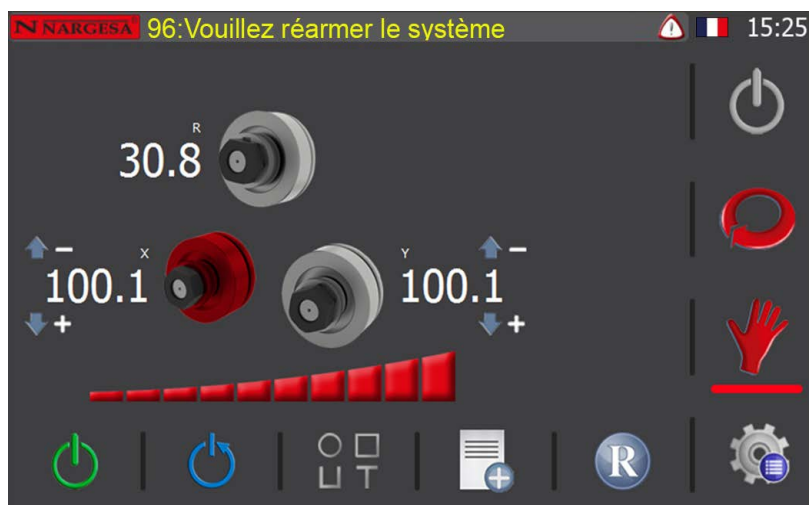 NARGESA 96:Vouillez réarmer le système 15:25
R
30.8
X
100.1
Y
100.1
R